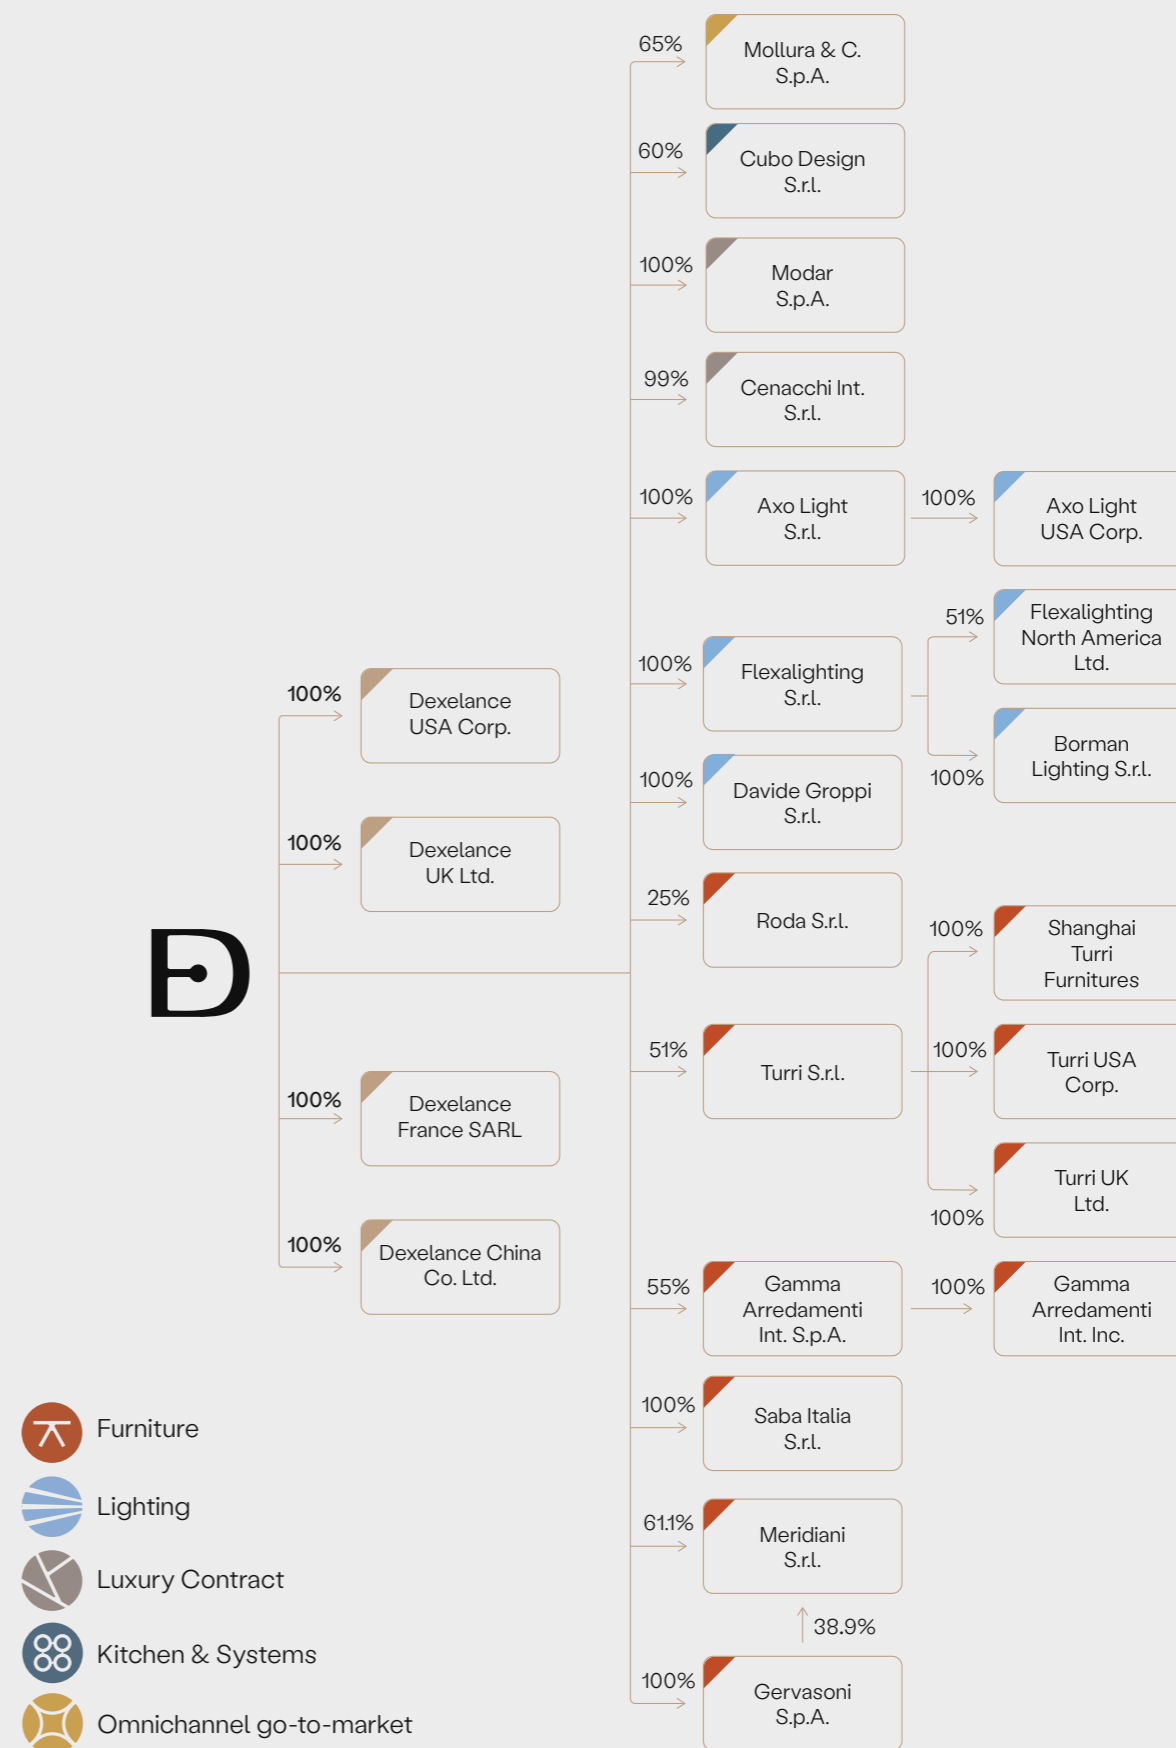 65%
Mollura & C.
S.p.A.
60%
Cubo Design
S.r.l.
100%
Modar
S.p.A.
99%
Cenacchi Int.
S.r.l.
100%
Axo Light
S.r.l.
100%
Axo Light
USA Corp.
100%
Flexalighting
S.r.l.
51%
Flexalighting
North America
Ltd.
100%
Borman
Lighting S.r.l.
100%
Davide Groppi
S.r.l.
25%
Roda S.r.l.
51%
Turri S.r.l.
100%
Shanghai
Turri
Furnitures
100%
Turri USA
Corp.
100%
Turri UK
Ltd.
55%
Gamma
Arredamenti
Int. S.p.A.
100%
Gamma
Arredamenti
Int. Inc.
100%
Saba Italia
S.r.l.
61.1%
Meridiani
S.r.l.
38.9%
100%
Gervasoni
S.p.A.
100%
Dexelance
USA Corp.
100%
Dexelance
UK Ltd.
D
100%
Dexelance
France SARL
100%
Dexelance China
Co. Ltd.
Furniture
Lighting
Luxury Contract
Kitchen & Systems
Omnichannel go-to-market